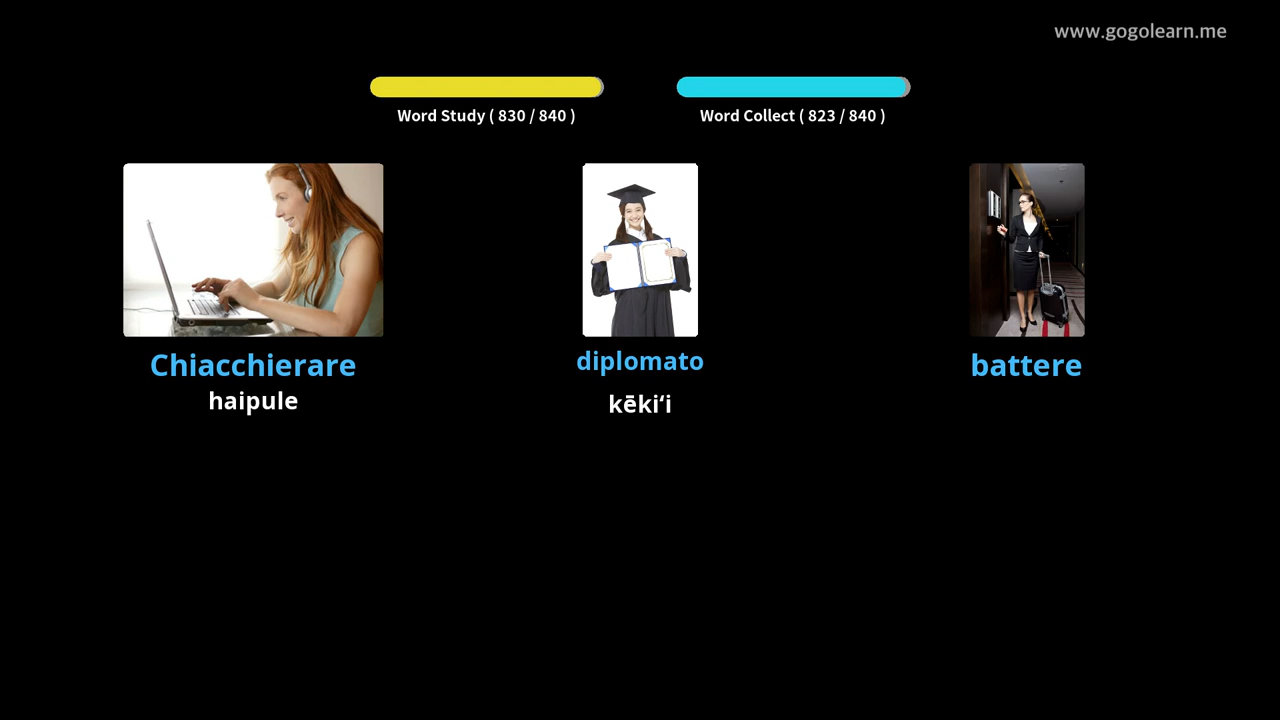 www.gogolearn.me
Word Study ( 830 / 840 )
Word Collect ( 823 / 840 )
Chiacchierare
haipule
diplomato
kēkiʻi
battere